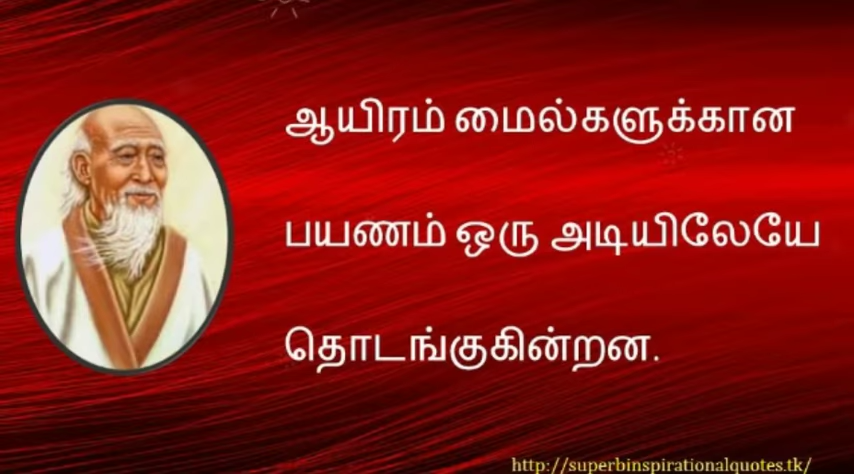 ஆயிரம் மைல்களுக்கான
பயணம் ஒரு அடியிலேயே
தொடங்குகின்றன.
http://superbinspirationalquotes.tk/